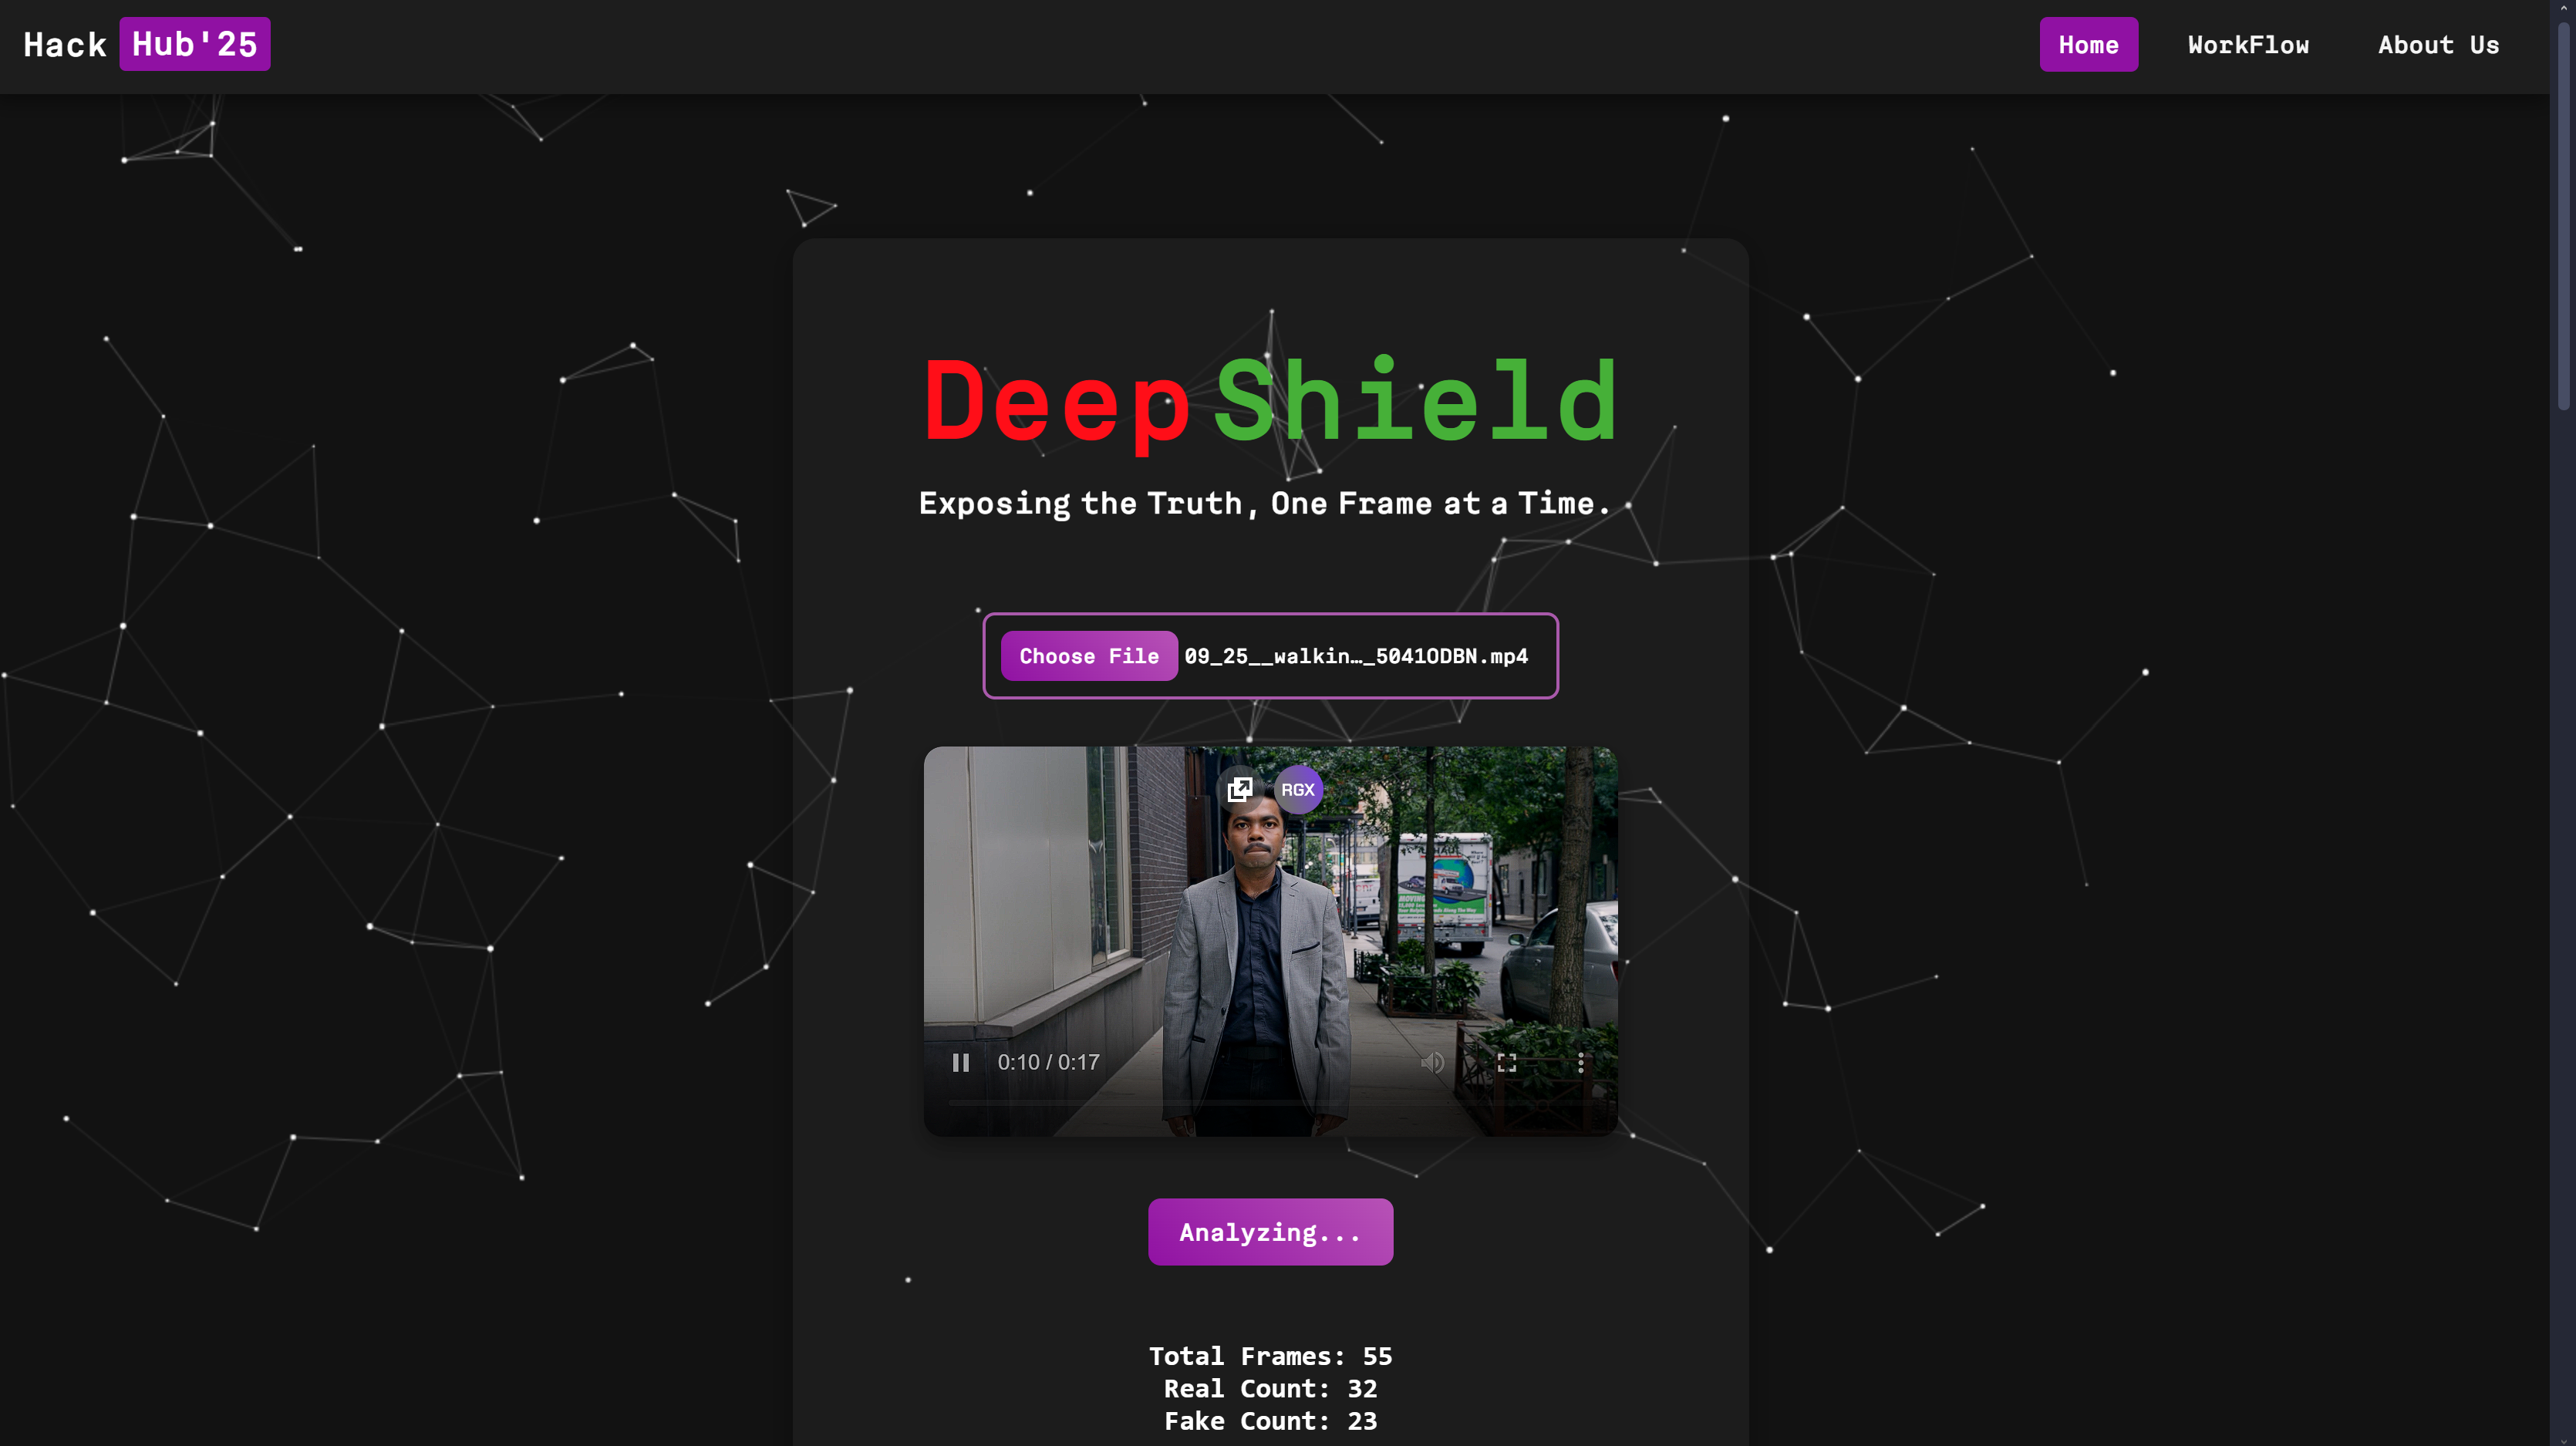 Hack Hub'25
Home WorkFlow About Us
DeepShield
Exposing the Truth, One Frame at a Time.
Choose File 09_25__walkin…_5041ODBN.mp4
RGX
MOVING
0:10 / 0:17
Analyzing...
Total Frames: 55
Real Count: 32
Fake Count: 23